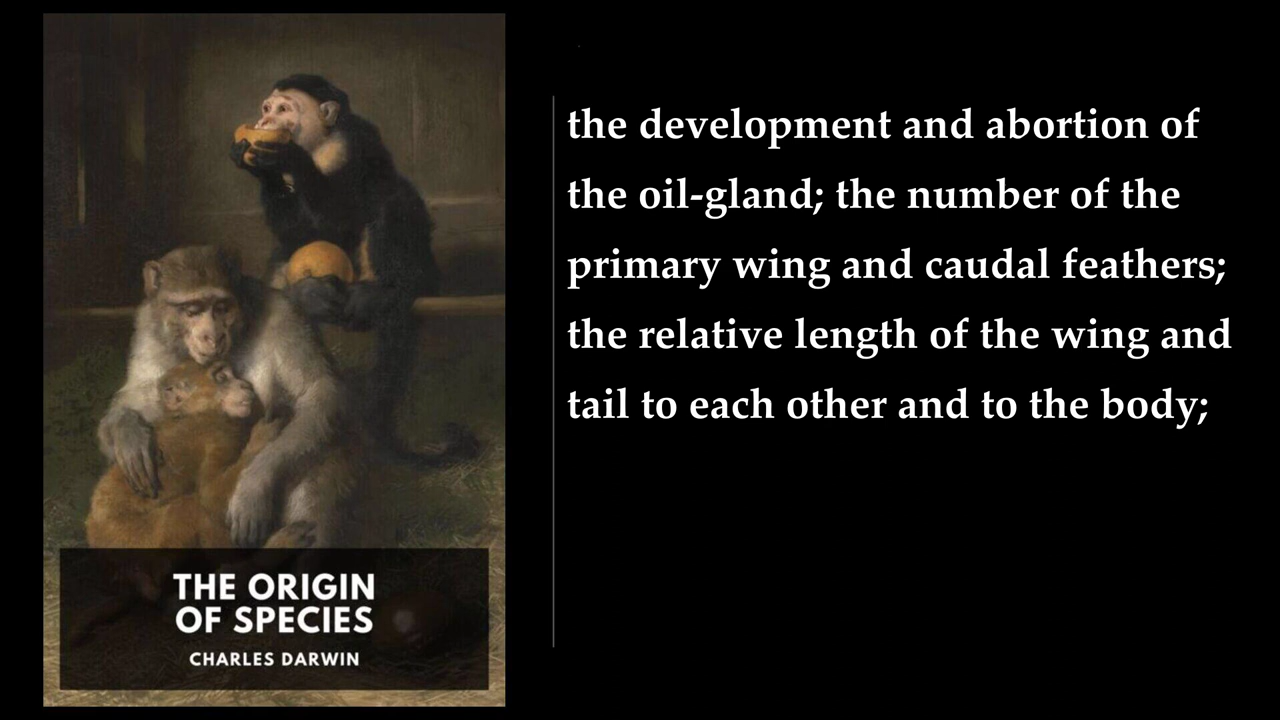 the development and abortion of
the oil-gland; the number of the
primary wing and caudal feathers;
the relative length of the wing and
tail to each other and to the body;
THE ORIGIN
OF SPECIES
CHARLES DARWIN